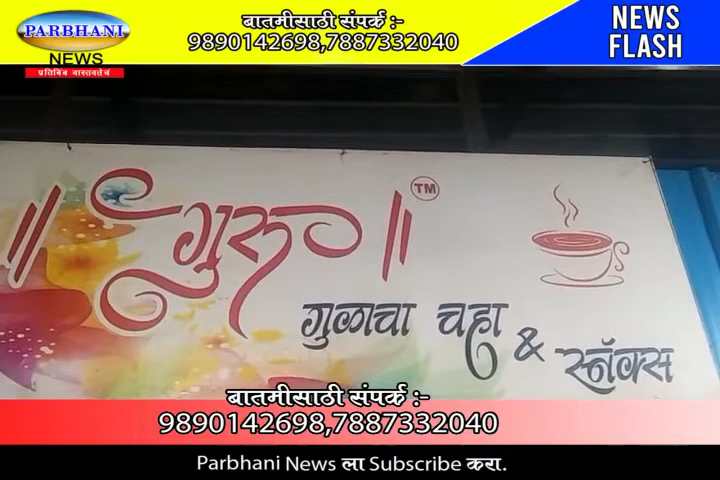 PARBHANI
NEWS
प्रतिबिंब वास्तवतेचं
बातमीसाठी संपर्क :-
9890142698,7887332040
NEWS
FLASH
॥ गुरु ॥ TM
गुळाचा चहा
& स्नॅक्स
बातमीसाठी संपर्क :-
9890142698,7887332040
Parbhani News ला Subscribe करा.